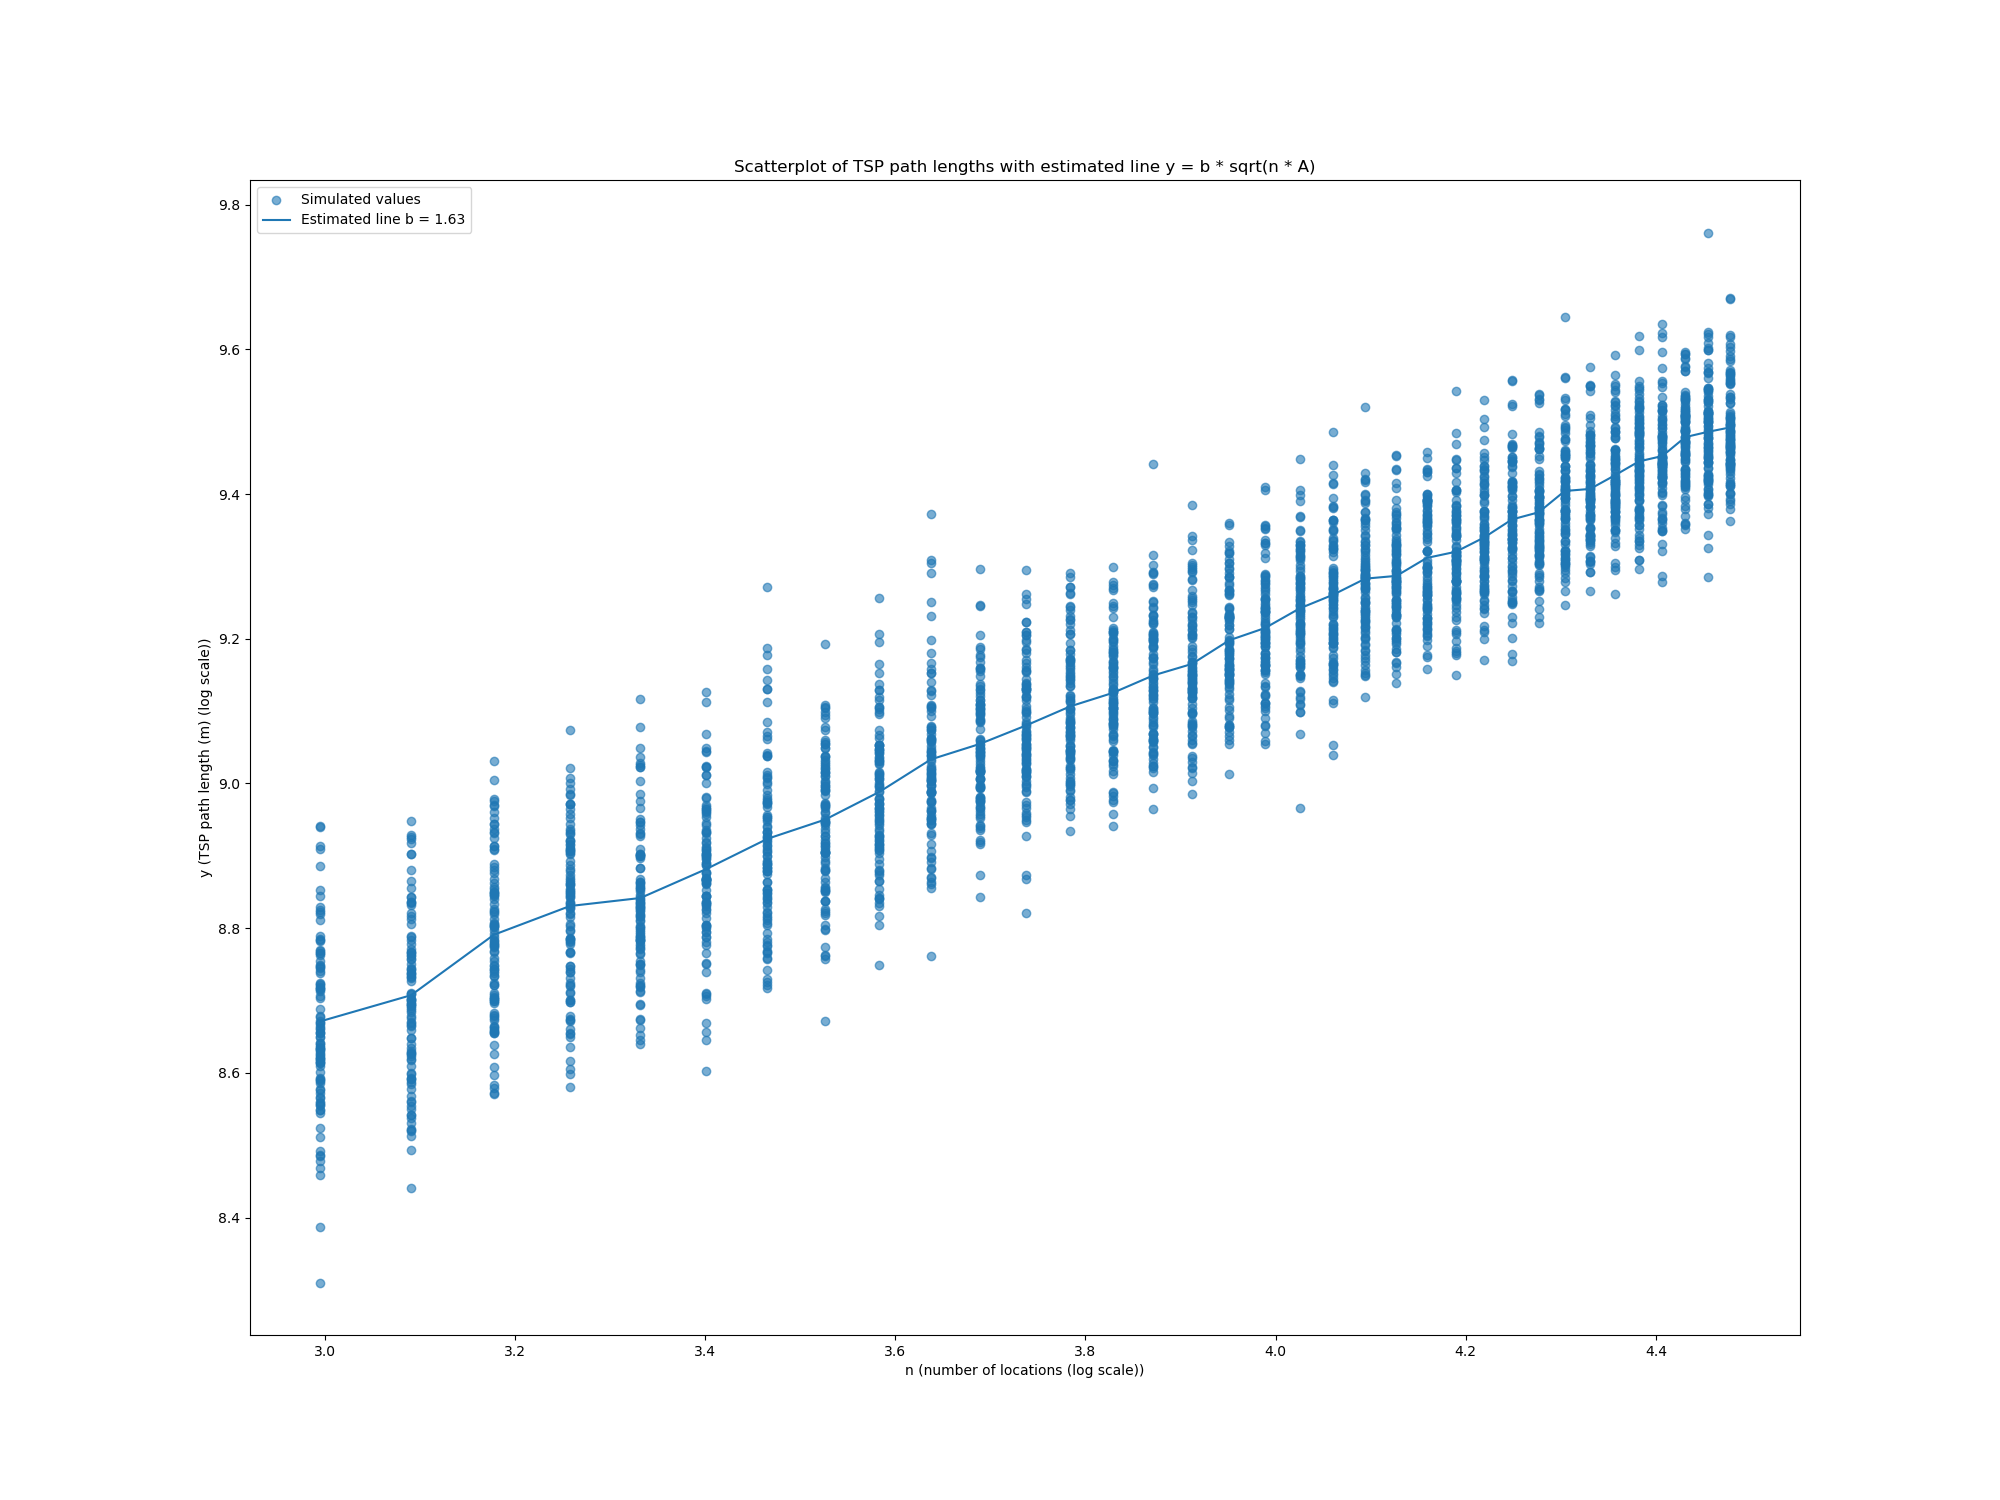 Scatterplot of TSP path lengths with estimated line y = b * sqrt(n * A)
Simulated values
Estimated line b = 1.63
9.8
9.6
9.4
9.2
9.0
8.8
8.6
8.4
y (TSP path length (m) (log scale))
3.0 3.2 3.4 3.6 3.8 4.0 4.2 4.4
n (number of locations (log scale))